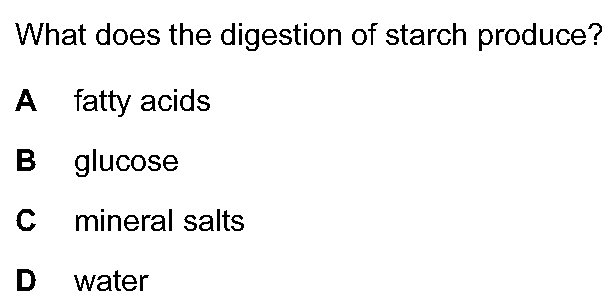 What does the digestion of starch produce?
A fatty acids
B glucose
C mineral salts
D water